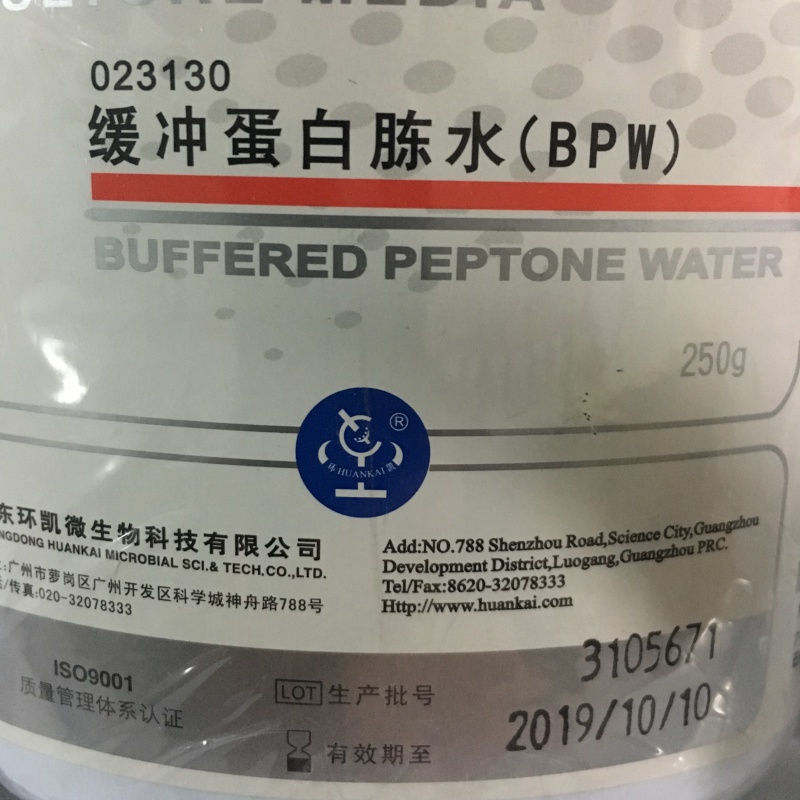 CULTURE MEDIA
023130
缓冲蛋白胨水(BPW)
BUFFERED PEPTONE WATER
250g
®
环 HUANKAI 凯
东环凯微生物科技有限公司
NGDONG HUANKAI MICROBIAL SCI.& TECH.CO.,LTD.
:广州市萝岗区广州开发区科学城神舟路788号
/传真:020-32078333
Add:NO.788 Shenzhou Road,Science City,Guangzhou
Development District,Luogang,Guangzhou PRC.
Tel/Fax:8620-32078333
Http://www.huankai.com
ISO9001
质量管理体系认证
LOT 生产批号 3105671
有效期至 2019/10/10